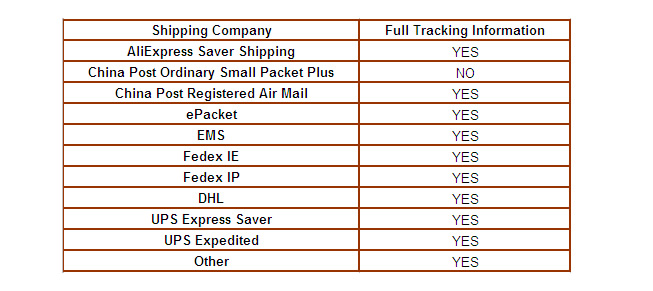 Shipping Company Full Tracking Information
AliExpress Saver Shipping YES
China Post Ordinary Small Packet Plus NO
China Post Registered Air Mail YES
ePacket YES
EMS YES
Fedex IE YES
Fedex IP YES
DHL YES
UPS Express Saver YES
UPS Expedited YES
Other YES